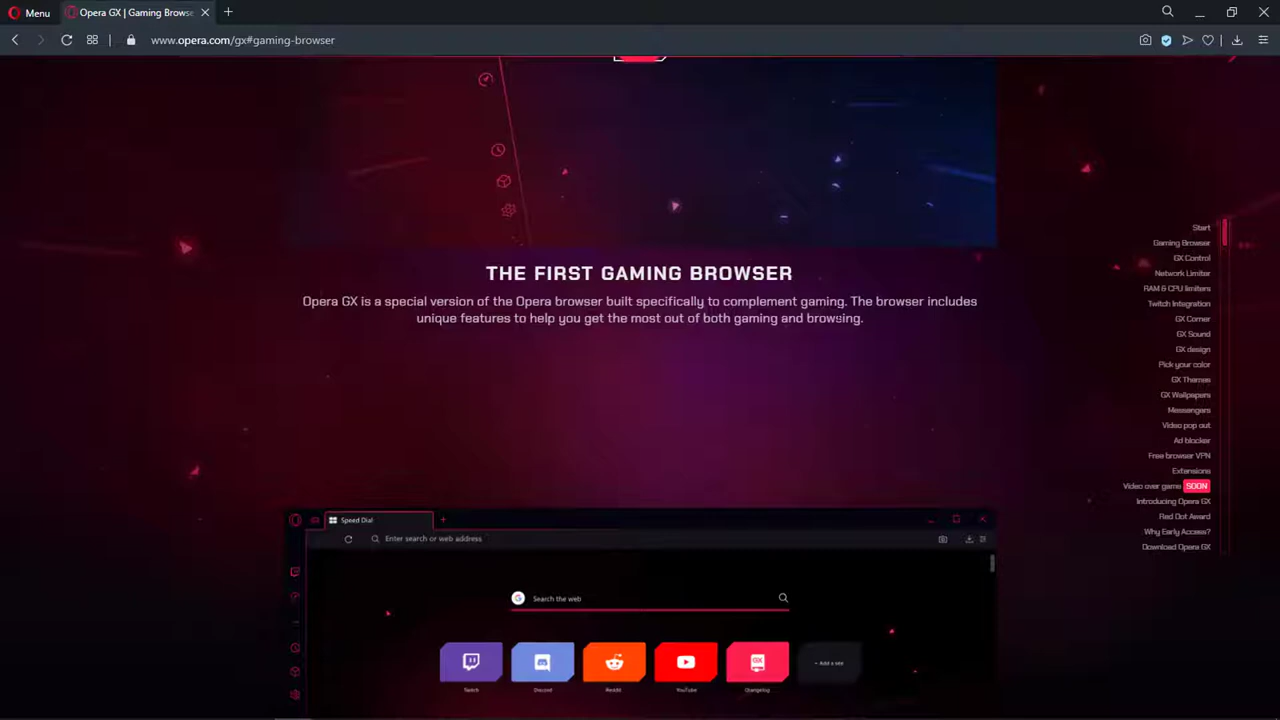 Menu
Opera GX | Gaming Browse
www.opera.com/gx#gaming-browser
THE FIRST GAMING BROWSER
Opera GX is a special version of the Opera browser built specifically to complement gaming. The browser includes
unique features to help you get the most out of both gaming and browsing.
Start
Gaming Browser
GX Control
Network Limiter
RAM & CPU limiters
Twitch Integration
GX Corner
GX Sound
GX design
Pick your color
GX Themes
GX Wallpapers
Messengers
Video pop out
Ad blocker
Free browser VPN
Extensions
Video over game SOON
Introducing Opera GX
Red Dot Award
Why Early Access?
Download Opera GX
Speed Dial
Enter search or web address
G Search the web
GX
+ Add a site
Twitch
Discord
Reddit
YouTube
Changelog